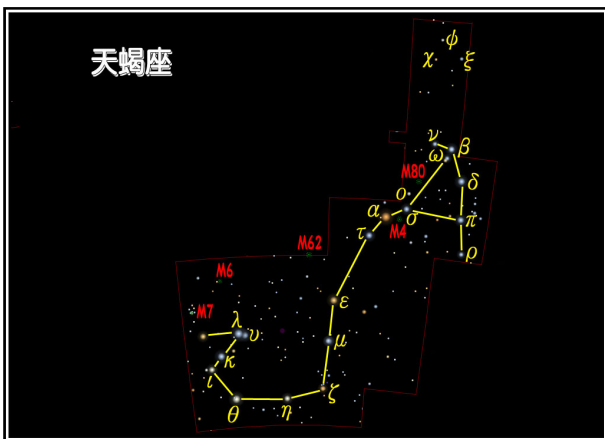 天蝎座
φ
χ
ξ
ν
β
ω
M80
δ
ο
α
σ
π
M4
τ
ρ
M62
M6
ε
M7
λ
υ
μ
κ
ι
ζ
θ
η